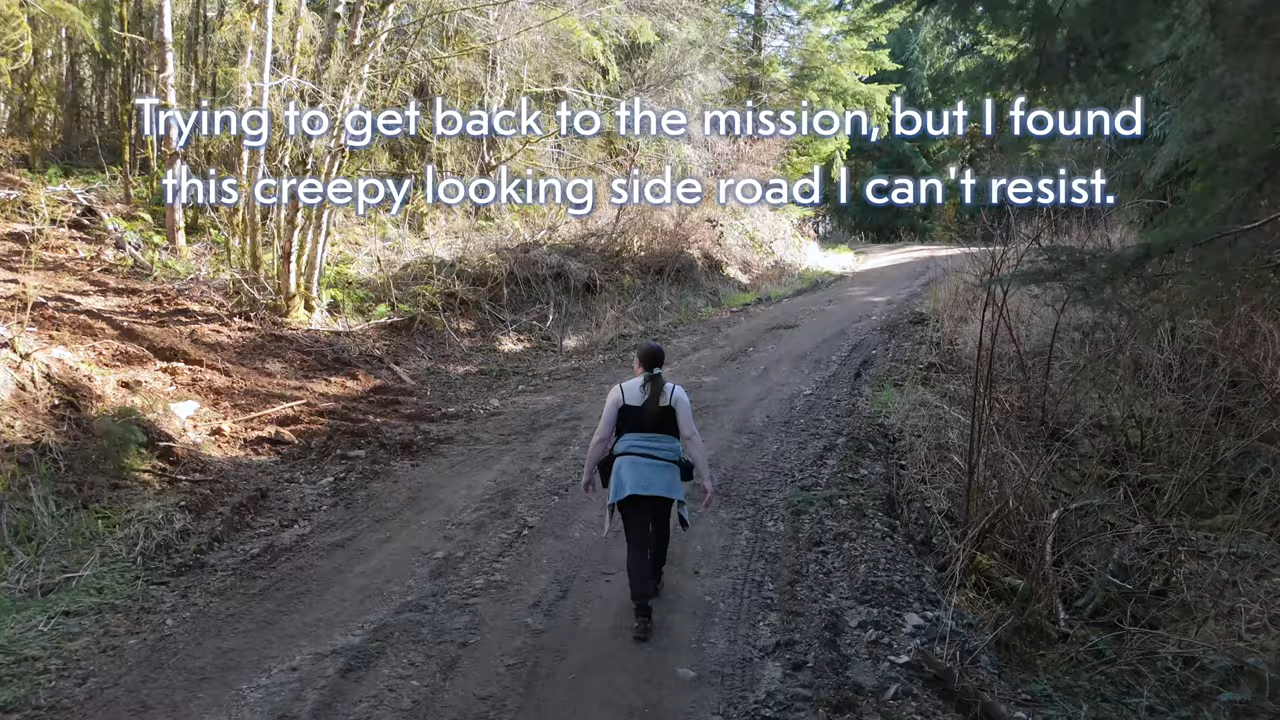 Trying to get back to the mission, but I found
this creepy looking side road I can't resist.